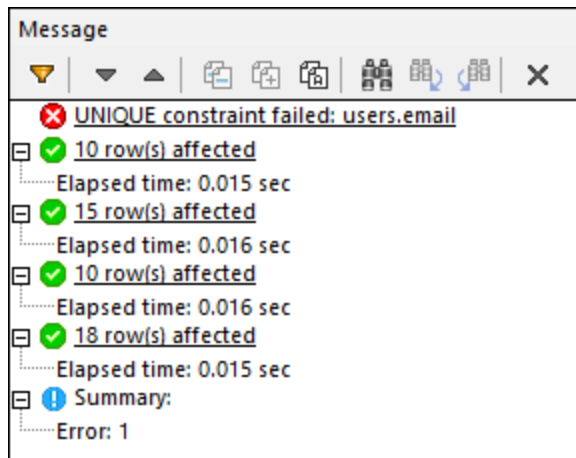 Message
UNIQUE constraint failed: users.email
10 row(s) affected
Elapsed time: 0.015 sec
15 row(s) affected
Elapsed time: 0.016 sec
10 row(s) affected
Elapsed time: 0.016 sec
18 row(s) affected
Elapsed time: 0.015 sec
Summary:
Error: 1